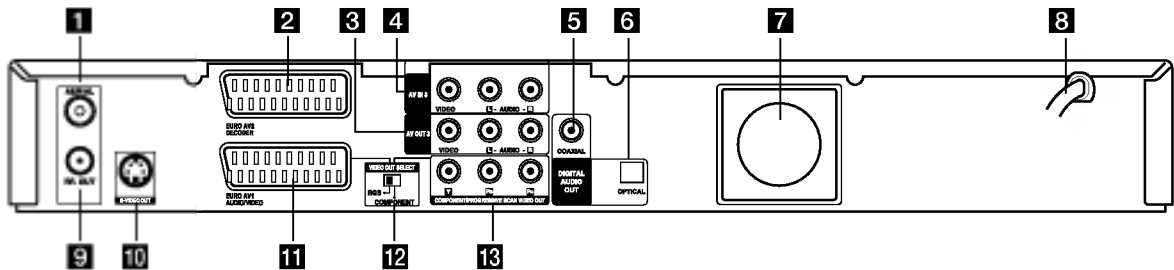 1 2 3 4 5 6 7 8
AERIAL
AV IN 3
VIDEO L - AUDIO - R
EURO AV2
DECODER
AV OUT 3
VIDEO L - AUDIO - R
COAXIAL
RF. OUT
S-VIDEO OUT
VIDEO OUT SELECT
RGB
COMPONENT
DIGITAL
AUDIO
OUT
OPTICAL
EURO AV1
AUDIO/VIDEO
Y
COMPONENT/PROGRESSIVE SCAN VIDEO OUT
9 10 11 12 13